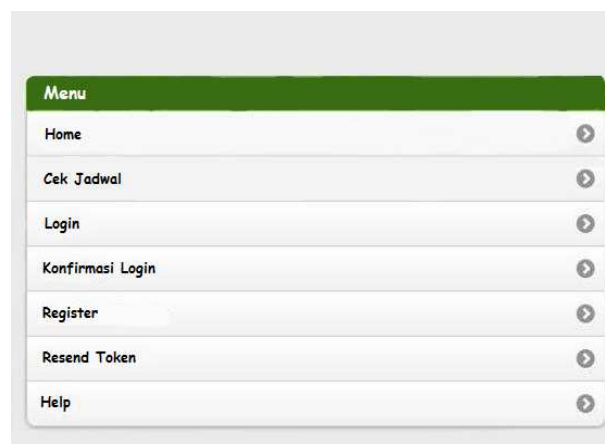 Menu
Home
Cek Jadwal
Login
Konfirmasi Login
Register
Resend Token
Help